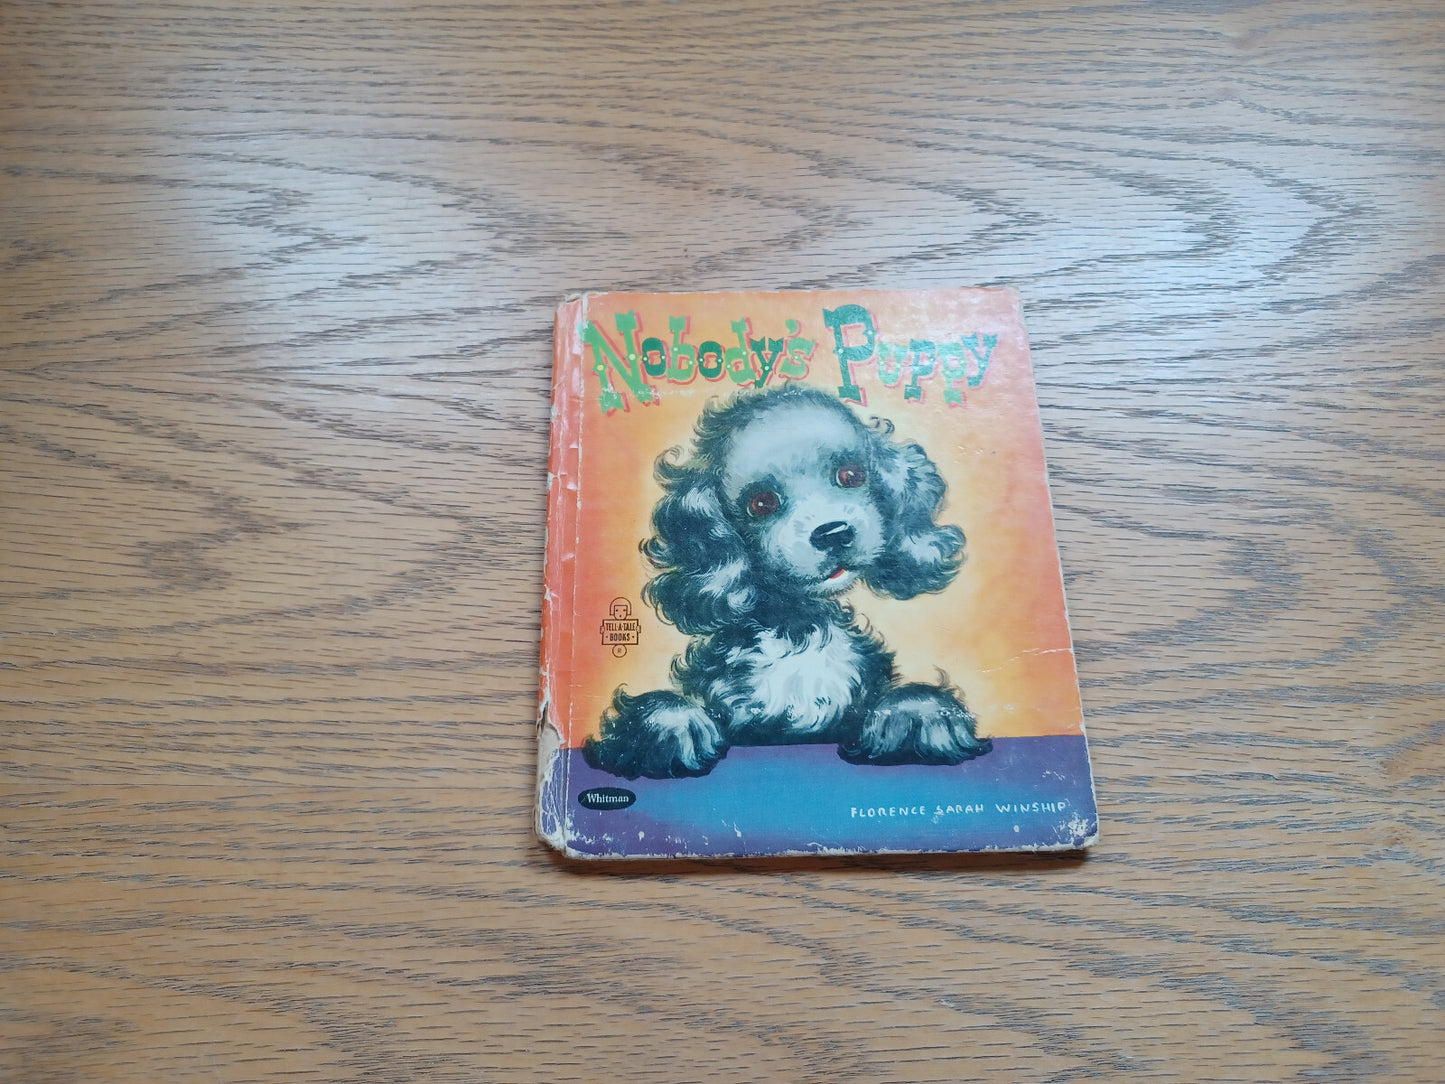 Nobody's Puppy
TELL-A-TALE
BOOKS
R
Whitman
FLORENCE SARAH WINSHIP